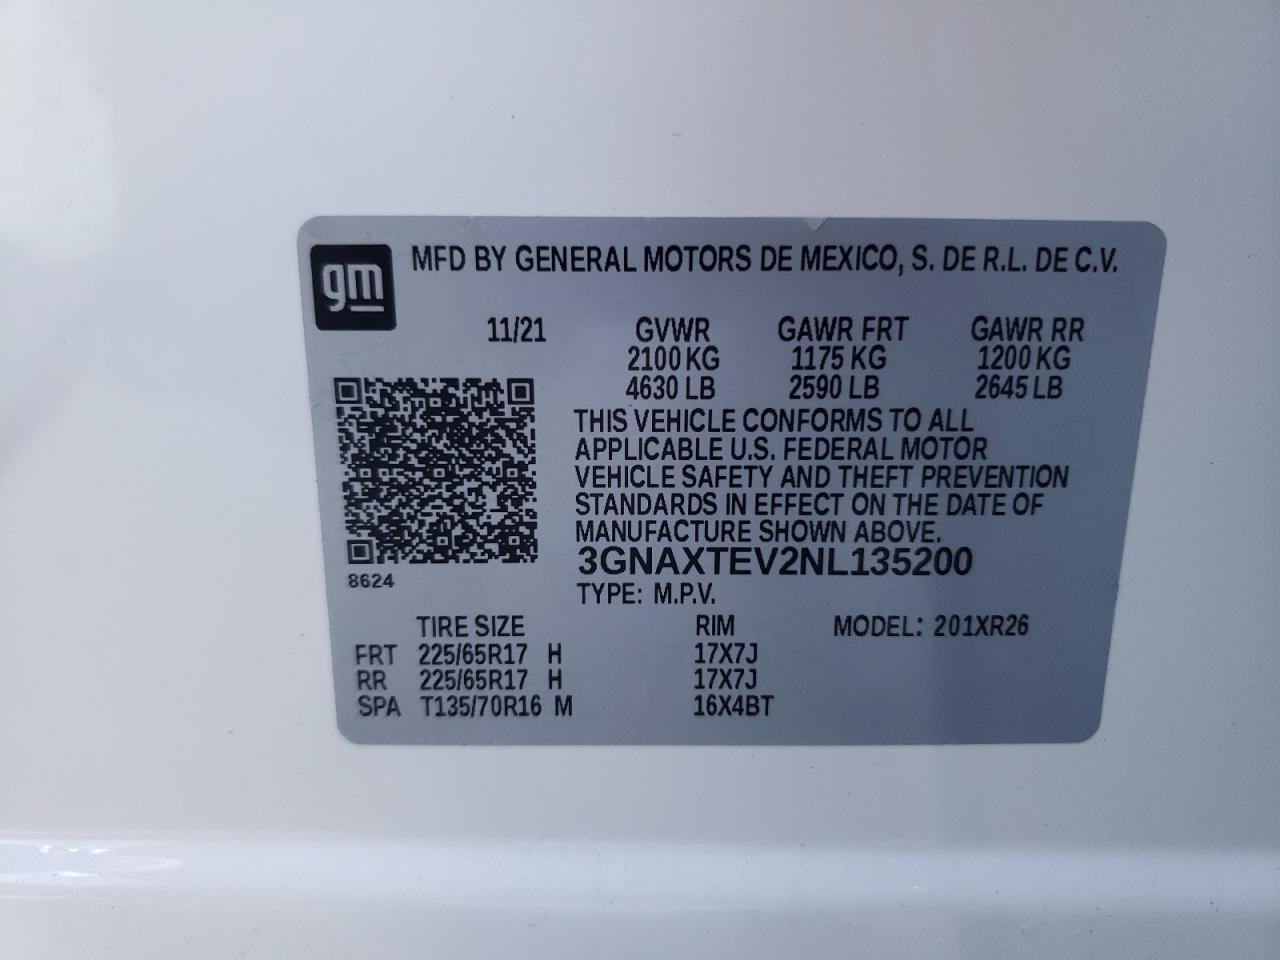 gm
MFD BY GENERAL MOTORS DE MEXICO, S. DE R.L. DE C.V.
11/21 GVWR GAWR FRT GAWR RR
2100 KG 1175 KG 1200 KG
4630 LB 2590 LB 2645 LB
THIS VEHICLE CONFORMS TO ALL
APPLICABLE U.S. FEDERAL MOTOR
VEHICLE SAFETY AND THEFT PREVENTION
STANDARDS IN EFFECT ON THE DATE OF
MANUFACTURE SHOWN ABOVE.
3GNAXTEV2NL135200
8624
TYPE: M.P.V.
TIRE SIZE RIM MODEL: 201XR26
FRT 225/65R17 H 17X7J
RR 225/65R17 H 17X7J
SPA T135/70R16 M 16X4BT